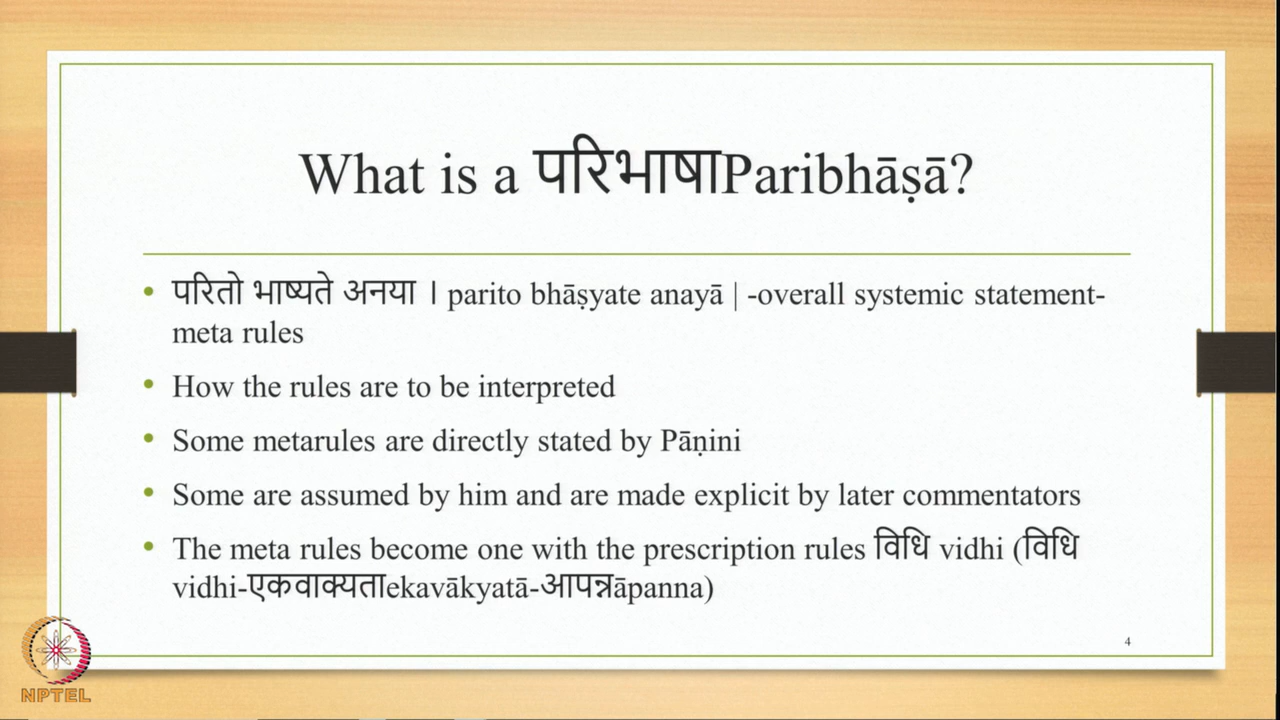 What is a परिभाषाParibhāṣā?
• परितो भाष्यते अनया । parito bhāṣyate anayā | -overall systemic statement-
meta rules
• How the rules are to be interpreted
• Some metarules are directly stated by Pāṇini
• Some are assumed by him and are made explicit by later commentators
• The meta rules become one with the prescription rules विधि vidhi (विधि
vidhi-एकवाक्यताekavākyatā-आपन्नāpanna)
4
NPTEL